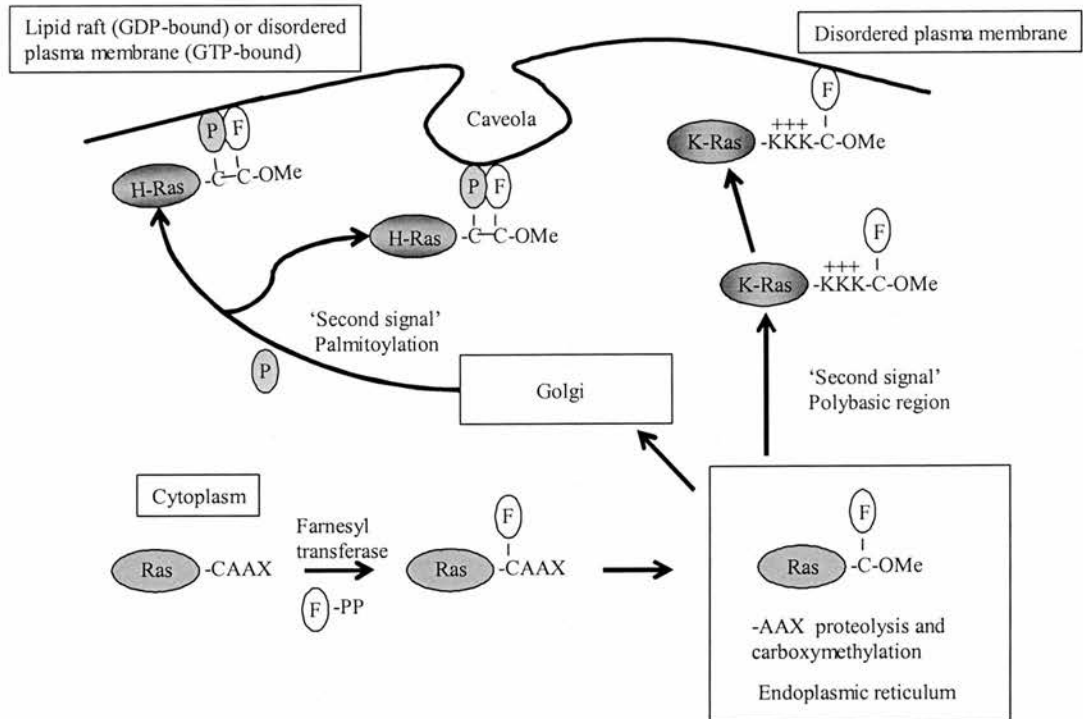 Lipid raft (GDP-bound) or disordered
plasma membrane (GTP-bound)
Disordered plasma membrane
Caveola
P F
H-Ras -C-C-OMe
P F
H-Ras -C-C-OMe
F
+++
K-Ras -KKK-C-OMe
F
+++
K-Ras -KKK-C-OMe
'Second signal'
Palmitoylation
P
Golgi
'Second signal'
Polybasic region
Cytoplasm
Ras -CAAX
Farnesyl
transferase
F -PP
F
Ras -CAAX
F
Ras -C-OMe
-AAX proteolysis and
carboxymethylation
Endoplasmic reticulum